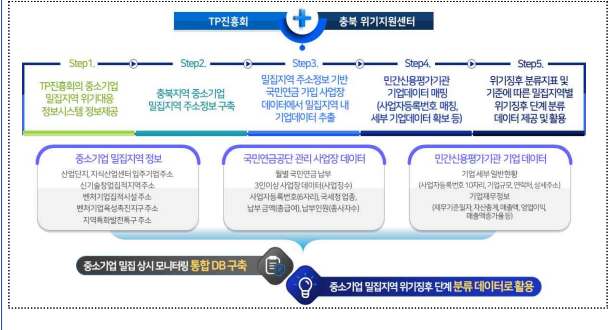 TP진흥회
충북 위기지원센터
Step1.
Step2.
Step3.
Step4.
Step5.
TP진흥회의 중소기업
밀집지역 위기대응
정보시스템 정보제공
충북지역 중소기업
밀집지역 주소정보 구축
밀집지역 주소정보 기반
국민연금 가입 사업장
데이터에서 밀집지역 내
기업데이터 추출
민간신용평가기관
기업데이터 매핑
(사업자등록번호 매칭,
세부 기업데이터 확보 등)
위기징후 분류지표 및
기준에 따른 밀집지역별
위기징후 단계 분류
데이터 제공 및 활용
중소기업 밀집지역 정보
산업단지, 지식산업센터 입주기업 주소
신기술창업집적지역 주소
벤처기업집적시설 주소
벤처기업육성촉진지구 주소
지역특화발전특구 주소
국민연금공단 관리 사업장 데이터
월별 국민연금 납부
3인이상 사업장 데이터(사업장수)
사업자등록번호(6자리), 국세청 업종,
납부 금액(총급여), 납부인원(종사자수)
민간신용평가기관 기업 데이터
기업 세부 일반현황
(사업자등록번호 10자리, 기업규모, 연락처, 상세주소)
기업재무정보
(재무기준일자, 자산총계, 매출액, 영업이익,
매출액증가율 등)
중소기업 밀집 상시 모니터링 통합 DB 구축
중소기업 밀집지역 위기징후 단계 분류 데이터로 활용